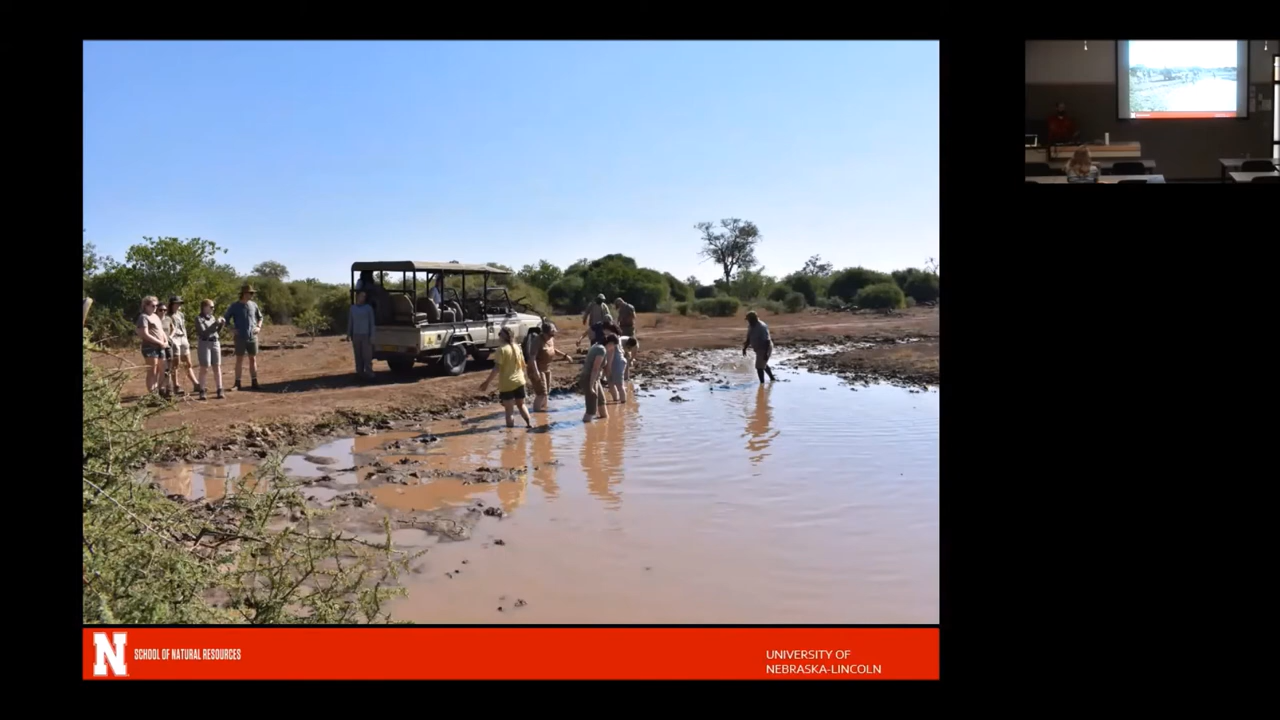 N
SCHOOL OF NATURAL RESOURCES
UNIVERSITY OF
NEBRASKA-LINCOLN